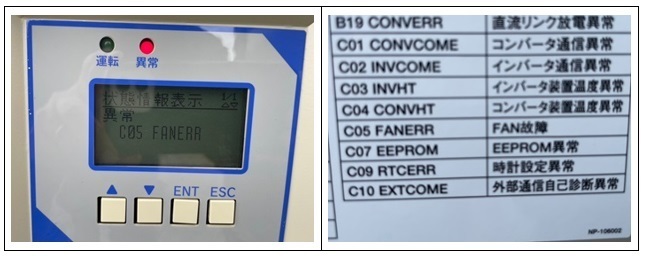 運転 異常
状態情報表示 1/1
異常
C05 FANERR
▲ ▼ ENT ESC
B19 CONVERR 直流リンク放電異常
C01 CONVCOME コンバータ通信異常
C02 INVCOME インバータ通信異常
C03 INVHT インバータ装置温度異常
C04 CONVHT コンバータ装置温度異常
C05 FANERR FAN故障
C07 EEPROM EEPROM異常
C09 RTCERR 時計設定異常
C10 EXTCOME 外部通信自己診断異常
NP-106002